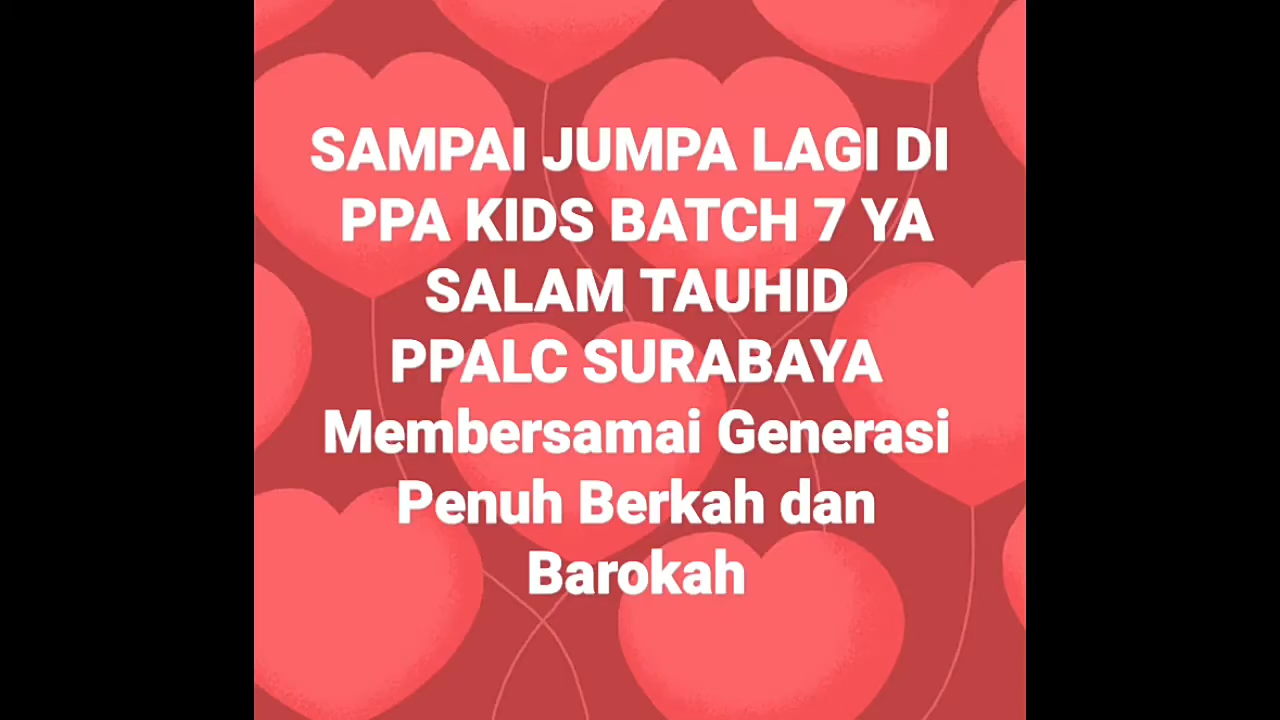 SAMPAI JUMPA LAGI DI
PPA KIDS BATCH 7 YA
SALAM TAUHID
PPALC SURABAYA
Membersamai Generasi
Penuh Berkah dan
Barokah